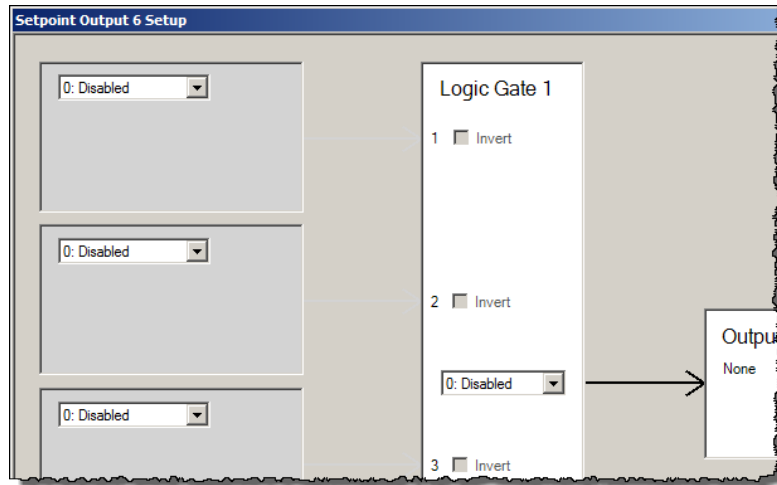 Setpoint Output 6 Setup
0: Disabled
Logic Gate 1
1 Invert
0: Disabled
2 Invert
0: Disabled
None
0: Disabled
3 Invert